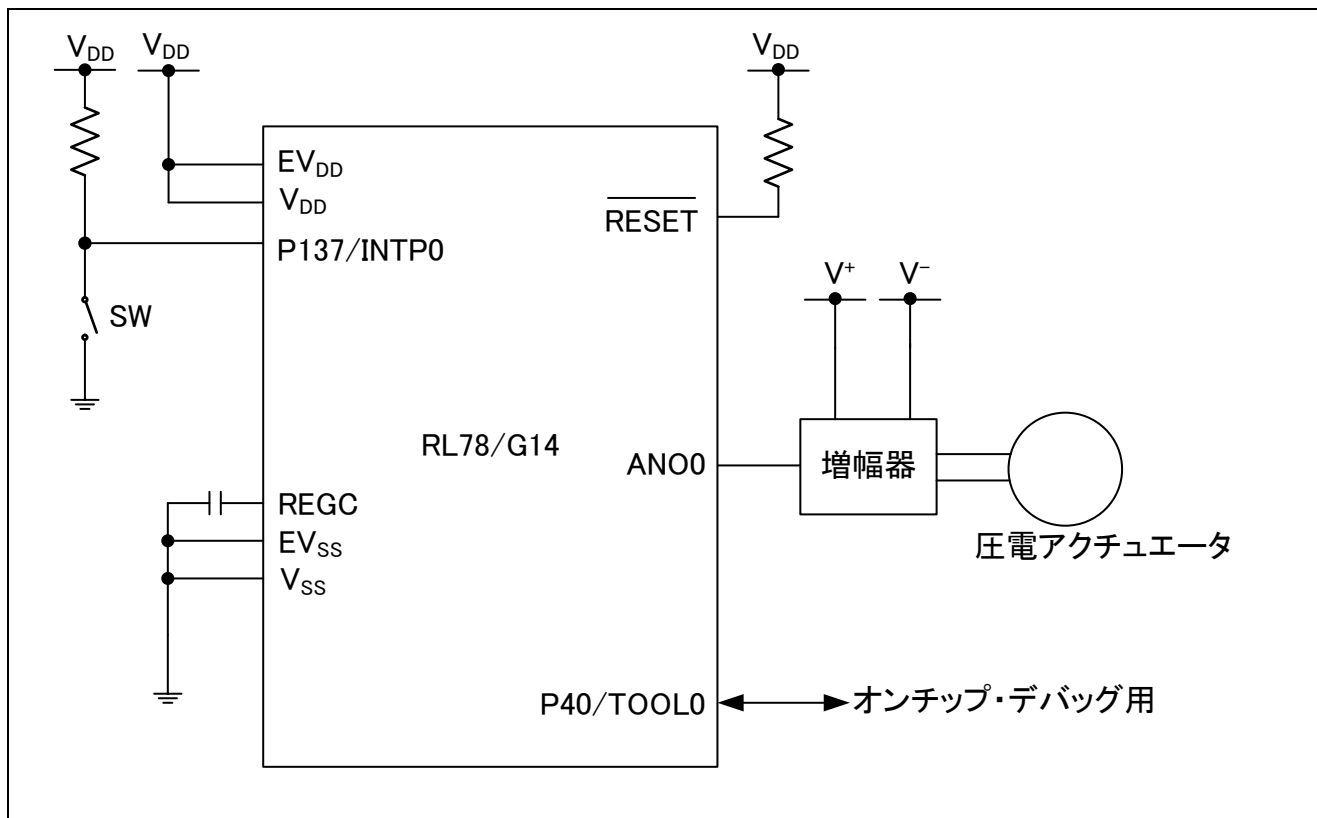 VDD
VDD
VDD
EVDD
VDD
RESET
P137/INTP0
SW
V+
V−
RL78/G14
ANO0
増幅器
REGC
EVSS
VSS
圧電アクチュエータ
P40/TOOL0
オンチップ・デバッグ用